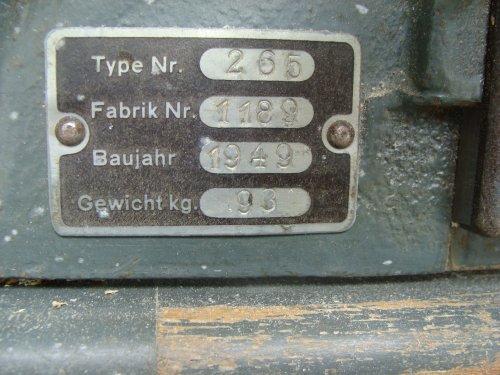 Type Nr. 265
Fabrik Nr. 1189
Baujahr 1949
Gewicht kg. 93